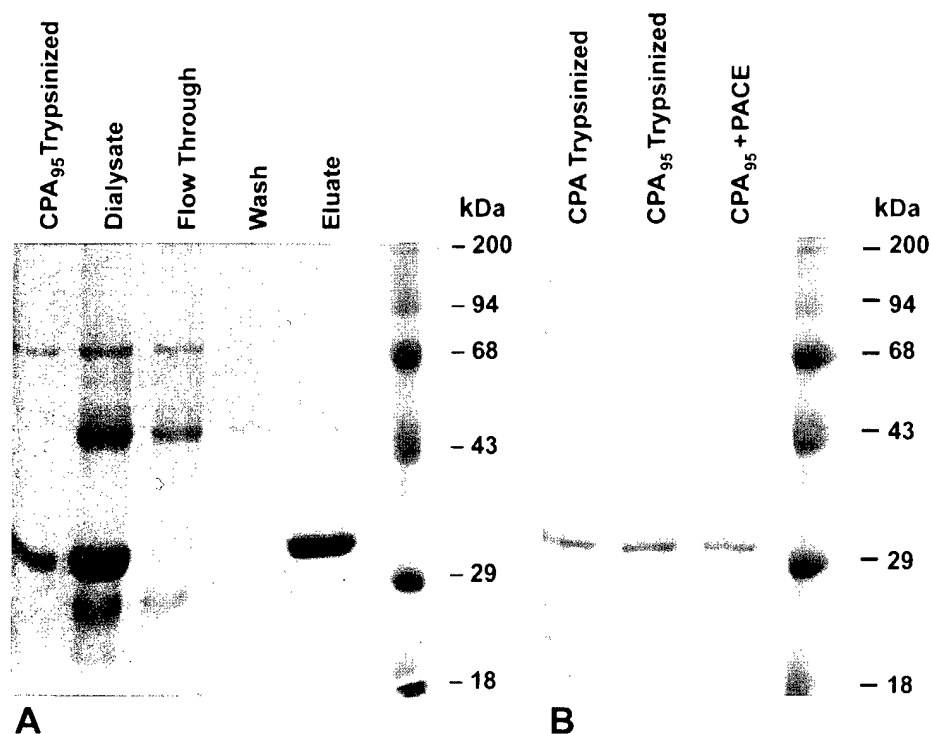 CPA₉₅ Trypsinized
Dialysate
Flow Through
Wash
Eluate
kDa
– 200
– 94
– 68
– 43
– 29
– 18
A
CPA Trypsinized
CPA₉₅ Trypsinized
CPA₉₅ +PACE
kDa
– 200
– 94
– 68
– 43
– 29
– 18
B